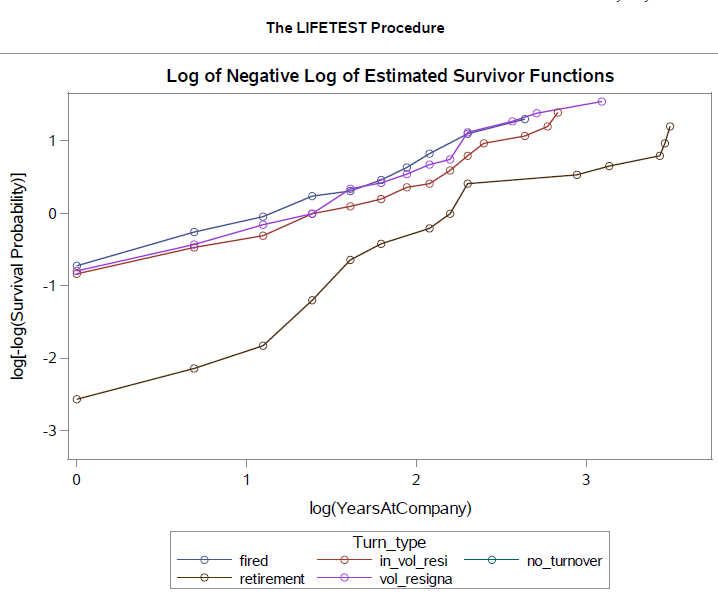 The LIFETEST Procedure
Log of Negative Log of Estimated Survivor Functions
log[-log(Survival Probability)]
1
0
-1
-2
-3
0 1 2 3
log(YearsAtCompany)
Turn_type
fired in_vol_resi no_turnover
retirement vol_resigna